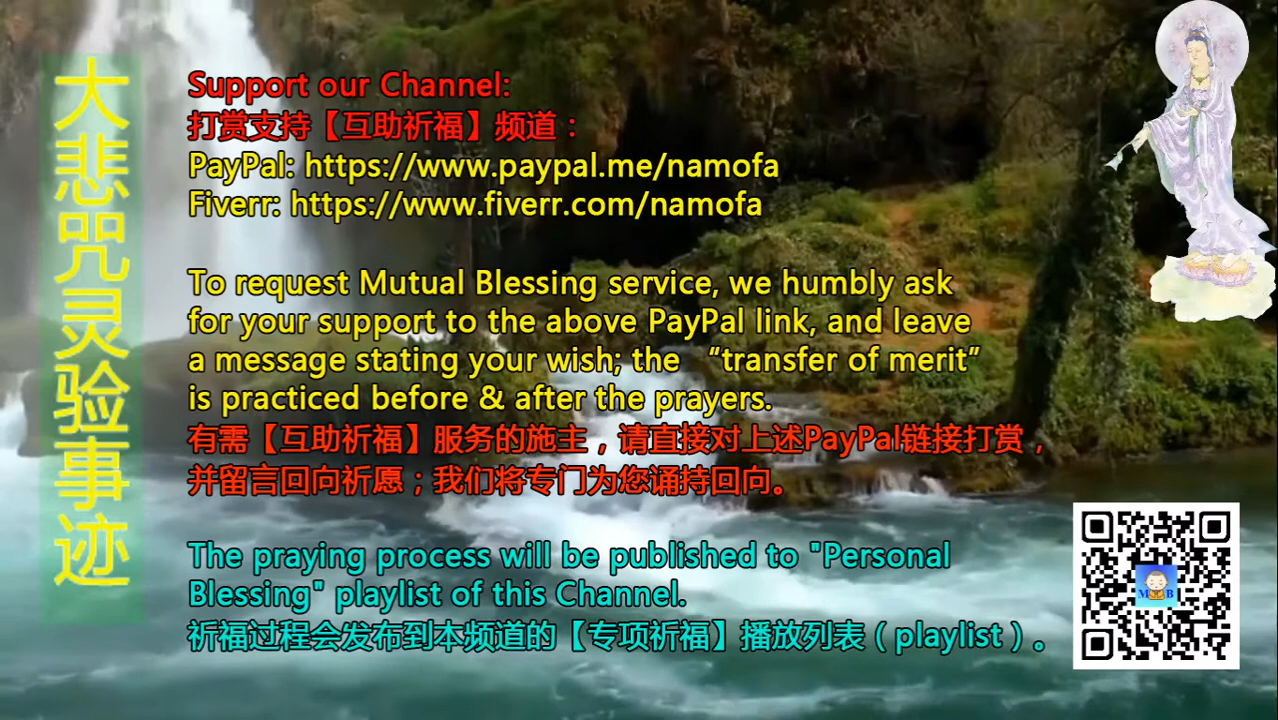 大悲咒灵验事迹
Support our Channel:
打赏支持【互助祈福】频道：
PayPal: https://www.paypal.me/namofa
Fiverr: https://www.fiverr.com/namofa
To request Mutual Blessing service, we humbly ask
for your support to the above PayPal link, and leave
a message stating your wish; the “transfer of merit”
is practiced before & after the prayers.
有需【互助祈福】服务的施主，请直接对上述PayPal链接打赏，
并留言回向祈愿；我们将专门为您诵持回向。
The praying process will be published to "Personal
Blessing" playlist of this Channel.
祈福过程会发布到本频道的【专项祈福】播放列表（playlist）。
M B